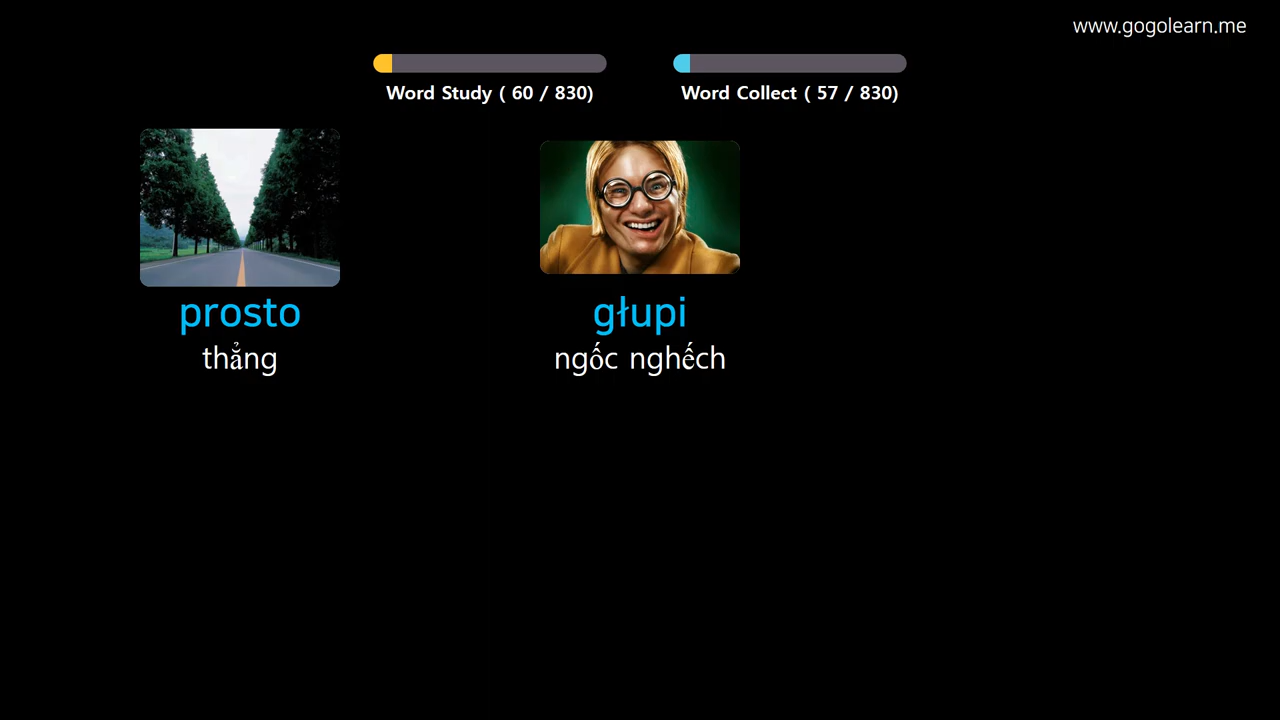 www.gogolearn.me
Word Study ( 60 / 830)
Word Collect ( 57 / 830)
prosto
thẳng
głupi
ngốc nghếch